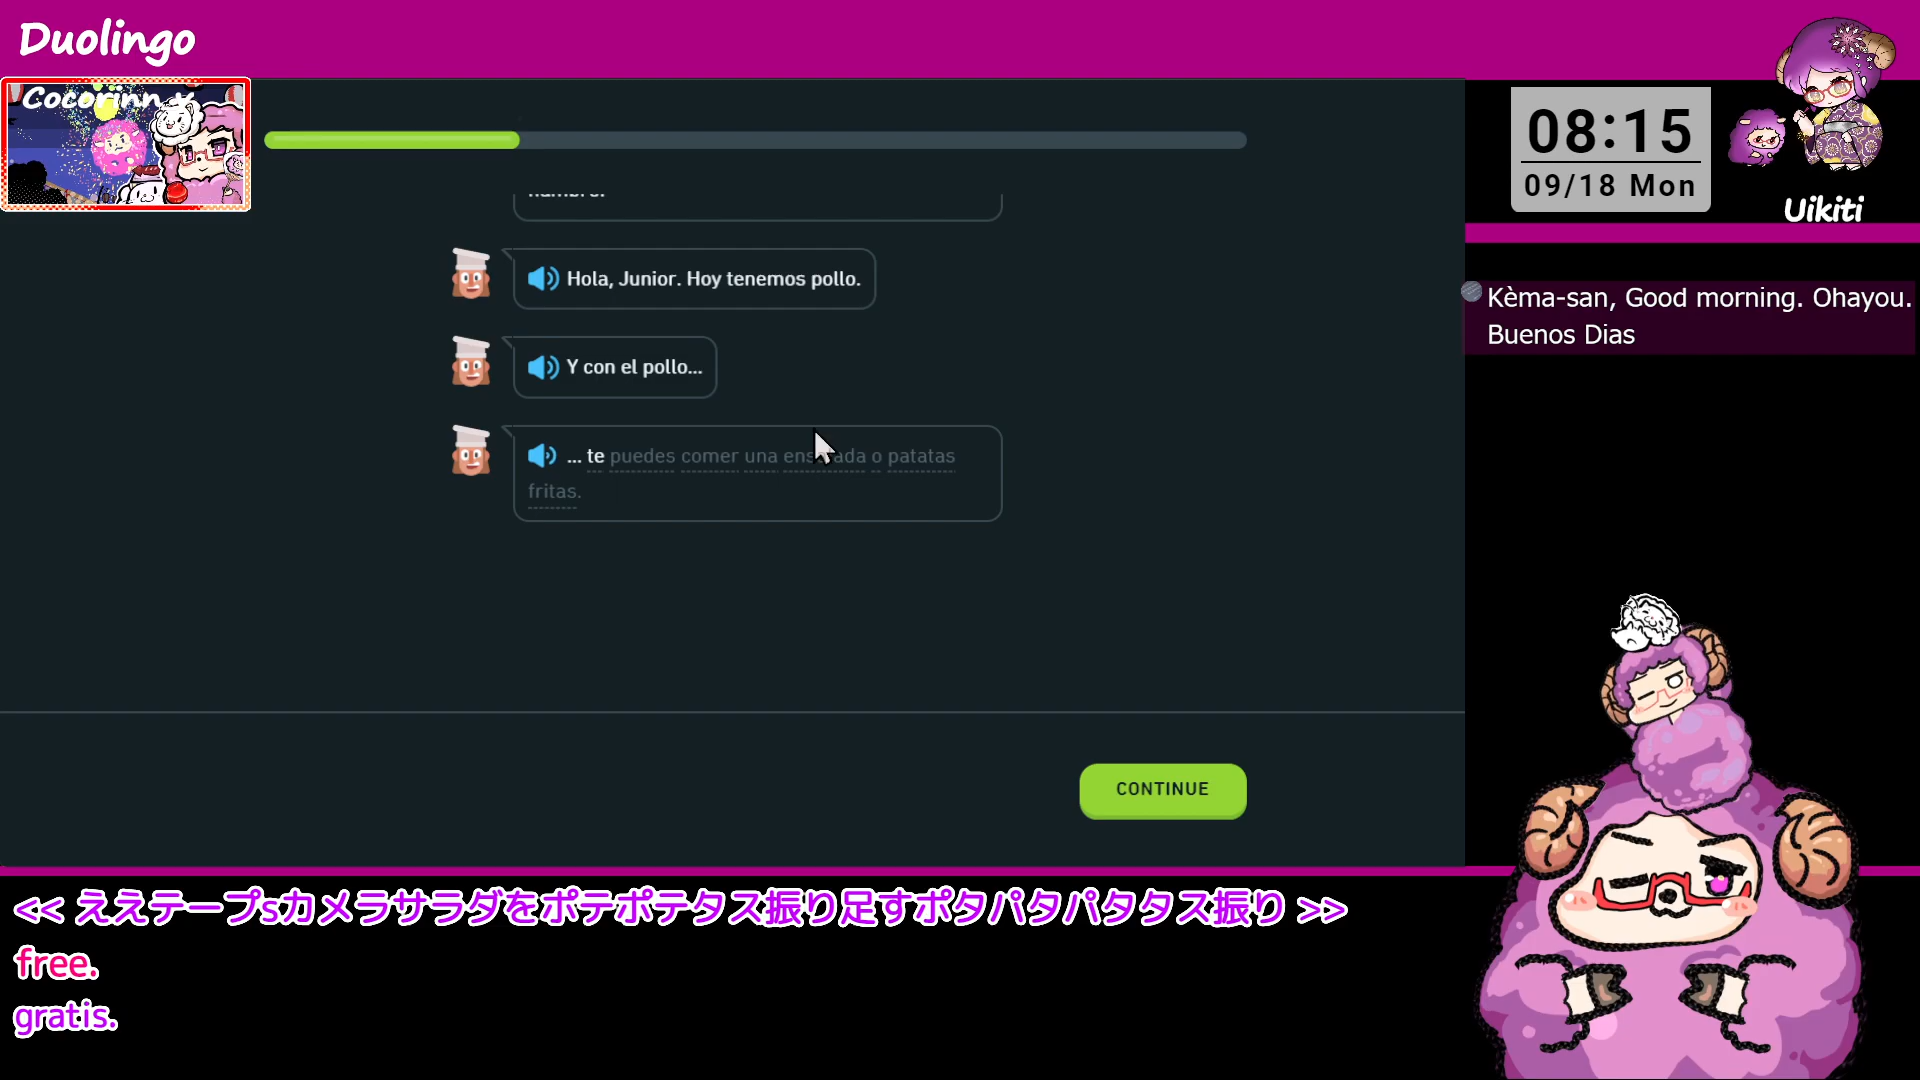 Duolingo
Cocorinn
08:15
09/18 Mon
Uikiti
Hola, Junior. Hoy tenemos pollo.
Y con el pollo...
... te puedes comer una ensalada o patatas
fritas.
Kèma-san, Good morning. Ohayou.
Buenos Dias
CONTINUE
<< ええテープsカメラサラダをポテポテタス振り足すポタパタパタタス振り >>
free.
gratis.